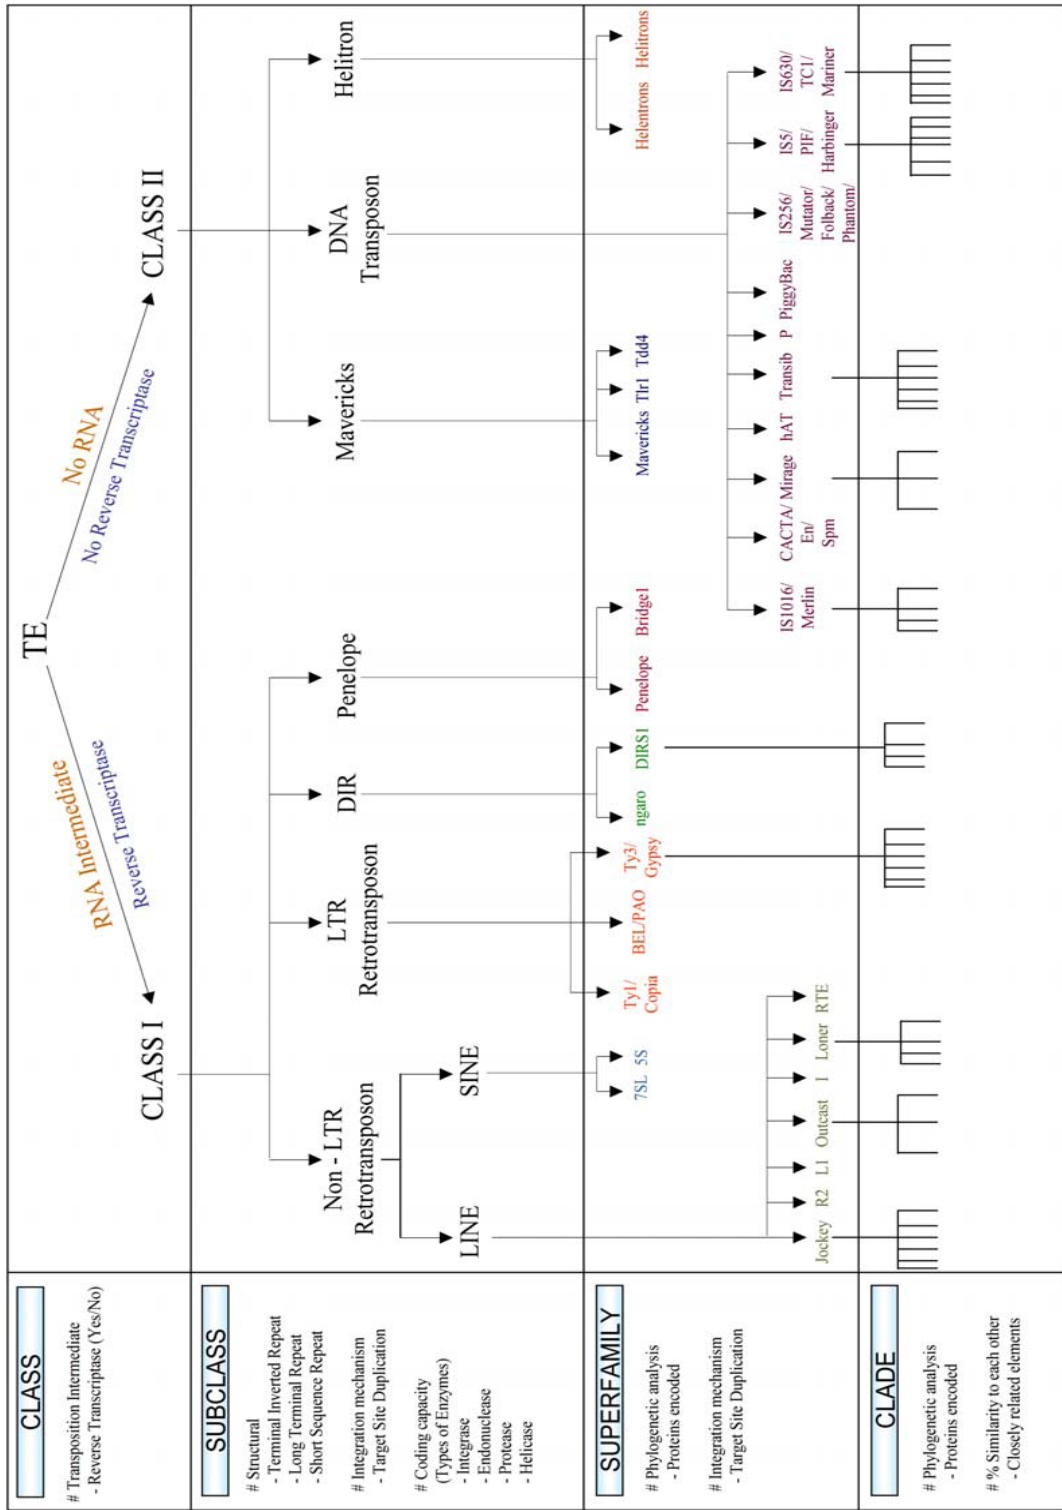 CLASS
# Transposition Intermediate
- Reverse Transcriptase (Yes/No)
TE
RNA Intermediate
Reverse Transcriptase
No RNA
No Reverse Transcriptase
CLASS I
CLASS II
SUBCLASS
# Structural
- Terminal Inverted Repeat
- Long Terminal Repeat
- Short Sequence Repeat
# Integration mechanism
- Target Site Duplication
# Coding capacity
(Types of Enzymes)
- Integrase
- Endonuclease
- Protease
- Helicase
Non - LTR
Retrotransposon
LTR
Retrotransposon
DIR
Penelope
Mavericks
DNA
Transposon
Helitron
LINE
SINE
SUPERFAMILY
# Phylogenetic analysis
- Proteins encoded
# Integration mechanism
- Target Site Duplication
7SL 5S
Ty1/
Copia
BEL/PAO
Ty3/
Gypsy
ngaro
DIRS1
Penelope
Bridge1
Mavericks
Tlr1
Tdd4
Helentrons
Helitrons
Jockey
R2
L1
Outcast
I
Loner
RTE
IS1016/
Merlin
CACTA/
En/
Spm
Mirage
hAT
Transib
P
PiggyBac
IS256/
Mutator/
Folback/
Phantom/
IS5/
PIF/
Harbinger
IS630/
TC1/
Mariner
CLADE
# Phylogenetic analysis
- Proteins encoded
# % Similarity to each other
- Closely related elements